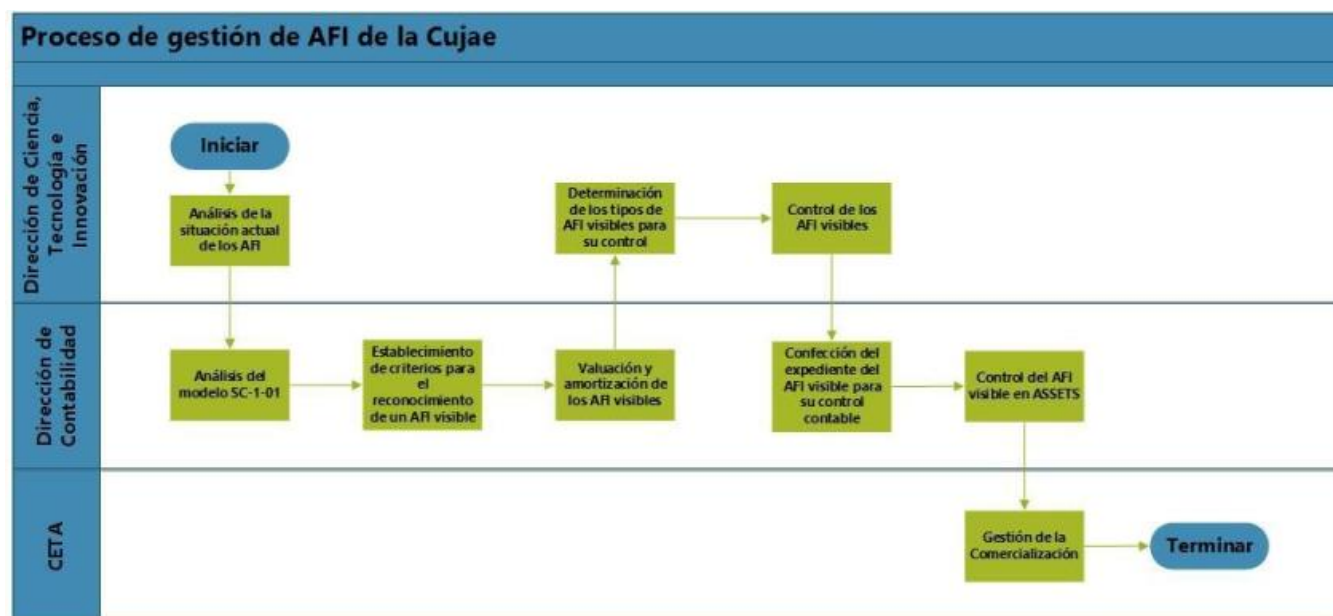 Proceso de gestión de AFI de la Cujae
Dirección de Ciencia,
Tecnología e
Innovación
Iniciar
Análisis de la
situación actual
de los AFI
Determinación
de los tipos de
AFI visibles para
su control
Control de los
AFI visibles
Dirección de
Contabilidad
Análisis del
modelo SC-1-01
Establecimiento
de criterios para
el
reconocimiento
de un AFI visible
Valuación y
amortización de
los AFI visibles
Confección del
expediente del
AFI visible para
su control
contable
Control del AFI
visible en ASSETS
CETA
Gestión de la
Comercialización
Terminar